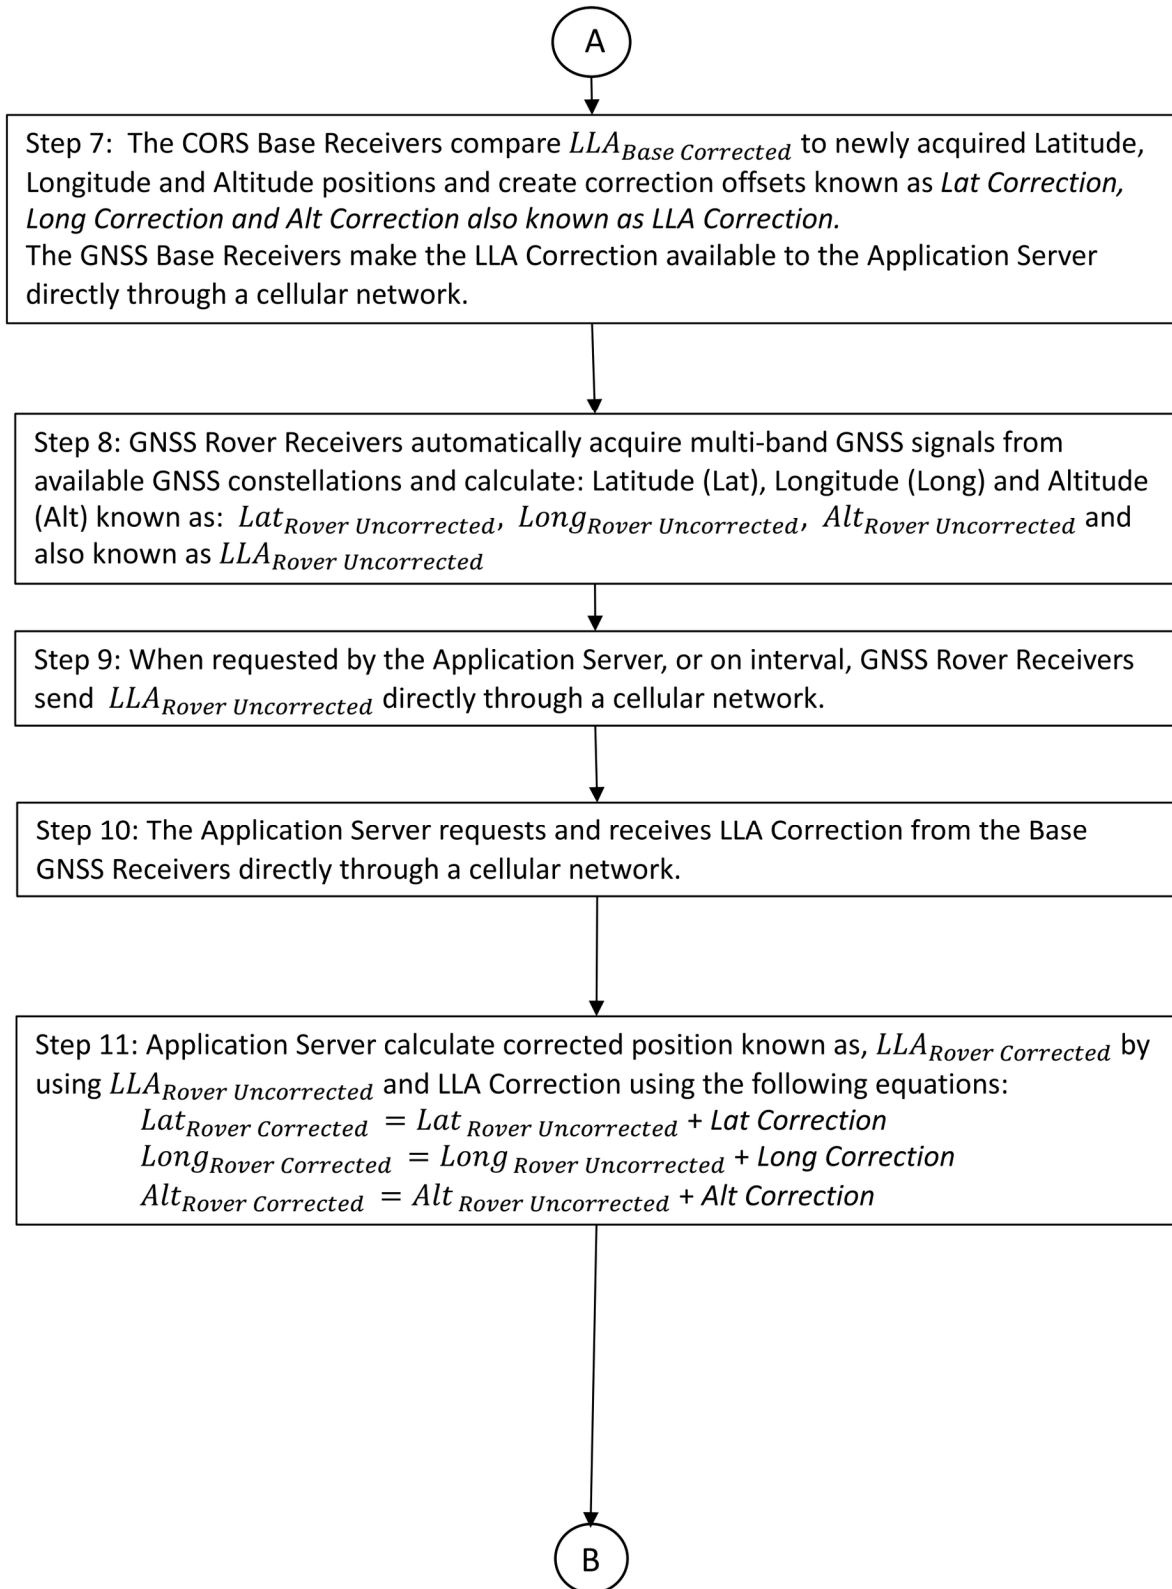 A
Step 7:  The CORS Base Receivers compare LLA_Base Corrected to newly acquired Latitude,
Longitude and Altitude positions and create correction offsets known as Lat Correction,
Long Correction and Alt Correction also known as LLA Correction.
The GNSS Base Receivers make the LLA Correction available to the Application Server
directly through a cellular network.
Step 8: GNSS Rover Receivers automatically acquire multi-band GNSS signals from
available GNSS constellations and calculate: Latitude (Lat), Longitude (Long) and Altitude
(Alt) known as:  Lat_Rover Uncorrected,  Long_Rover Uncorrected,  Alt_Rover Uncorrected and
also known as LLA_Rover Uncorrected
Step 9: When requested by the Application Server, or on interval, GNSS Rover Receivers
send  LLA_Rover Uncorrected directly through a cellular network.
Step 10: The Application Server requests and receives LLA Correction from the Base
GNSS Receivers directly through a cellular network.
Step 11: Application Server calculate corrected position known as, LLA_Rover Corrected by
using LLA_Rover Uncorrected and LLA Correction using the following equations:
Lat_Rover Corrected = Lat_Rover Uncorrected + Lat Correction
Long_Rover Corrected = Long_Rover Uncorrected + Long Correction
Alt_Rover Corrected = Alt_Rover Uncorrected + Alt Correction
B